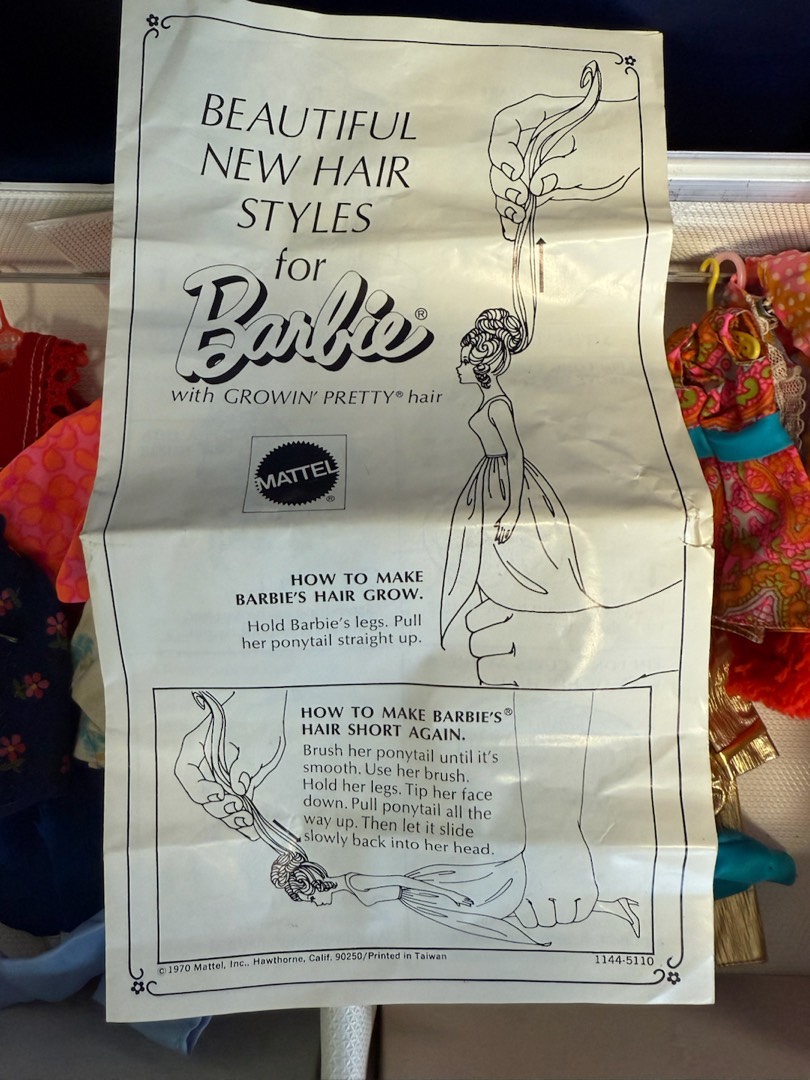 BEAUTIFUL
NEW HAIR
STYLES
for
Barbie®
with GROWIN' PRETTY® hair
MATTEL®
HOW TO MAKE
BARBIE'S HAIR GROW.
Hold Barbie's legs. Pull
her ponytail straight up.
HOW TO MAKE BARBIE'S®
HAIR SHORT AGAIN.
Brush her ponytail until it's
smooth. Use her brush.
Hold her legs. Tip her face
down. Pull ponytail all the
way up. Then let it slide
slowly back into her head.
© 1970 Mattel, Inc., Hawthorne, Calif. 90250/Printed in Taiwan
1144-5110